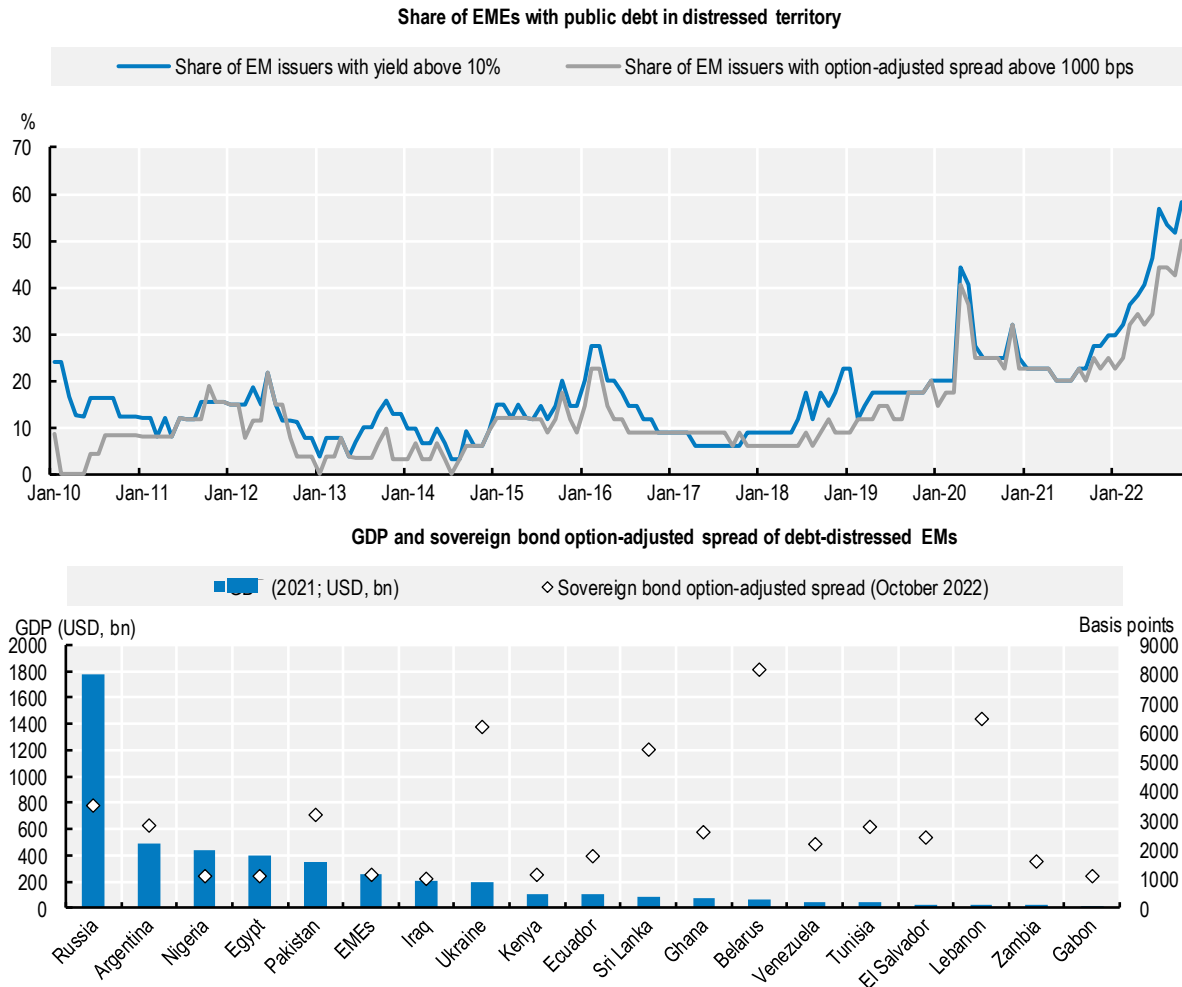 Share of EMEs with public debt in distressed territory
Share of EM issuers with yield above 10% Share of EM issuers with option-adjusted spread above 1000 bps
%
70
60
50
40
30
20
10
0
Jan-10 Jan-11 Jan-12 Jan-13 Jan-14 Jan-15 Jan-16 Jan-17 Jan-18 Jan-19 Jan-20 Jan-21 Jan-22
GDP and sovereign bond option-adjusted spread of debt-distressed EMs
(2021; USD, bn) Sovereign bond option-adjusted spread (October 2022)
GDP (USD, bn) Basis points
2000 9000
1800 8000
1600 7000
1400 6000
1200 5000
1000 4000
800 3000
600 2000
400 1000
200 0
0
Russia Argentina Nigeria Egypt Pakistan EMEs Iraq Ukraine Kenya Ecuador Sri Lanka Ghana Belarus Venezuela Tunisia El Salvador Lebanon Zambia Gabon